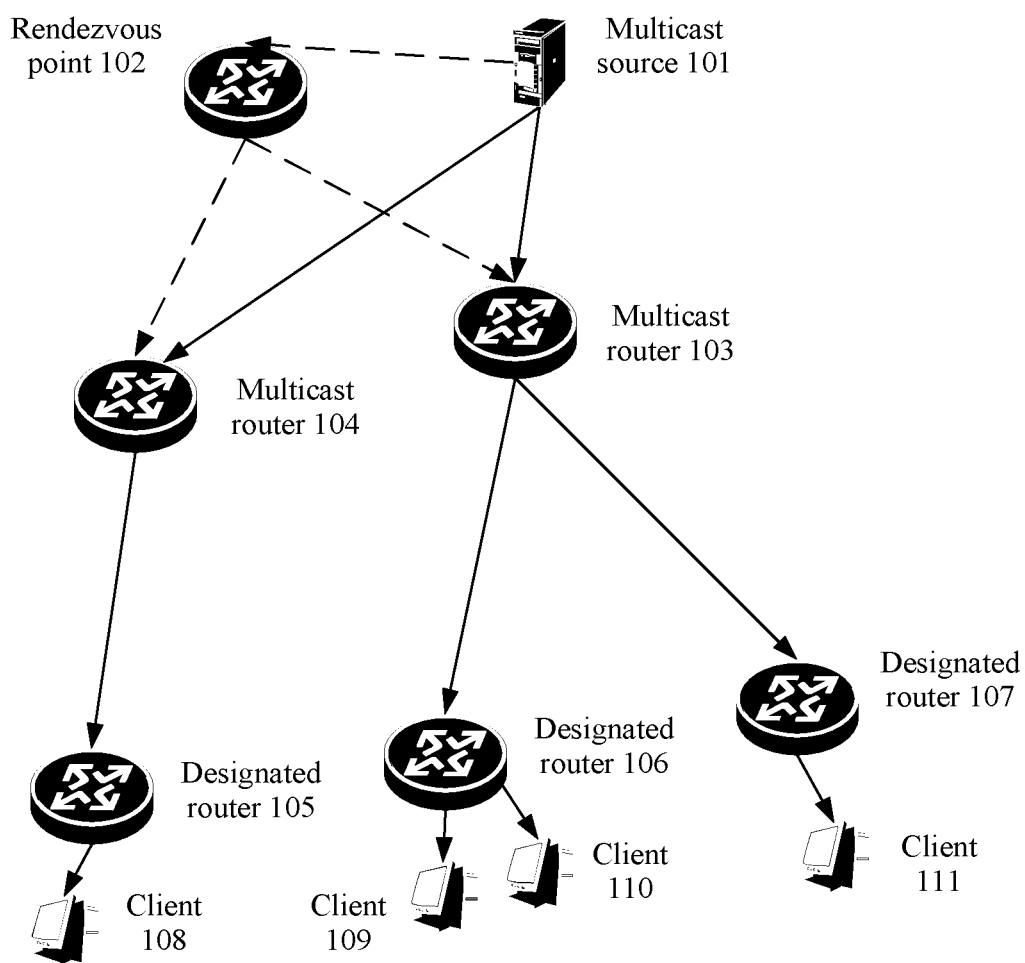 Rendezvous
point 102
Multicast
source 101
Multicast
router 103
Multicast
router 104
Designated
router 107
Designated
router 106
Designated
router 105
Client
108
Client
109
Client
110
Client
111